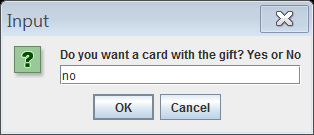 Input
?
Do you want a card with the gift? Yes or No
no
OK Cancel